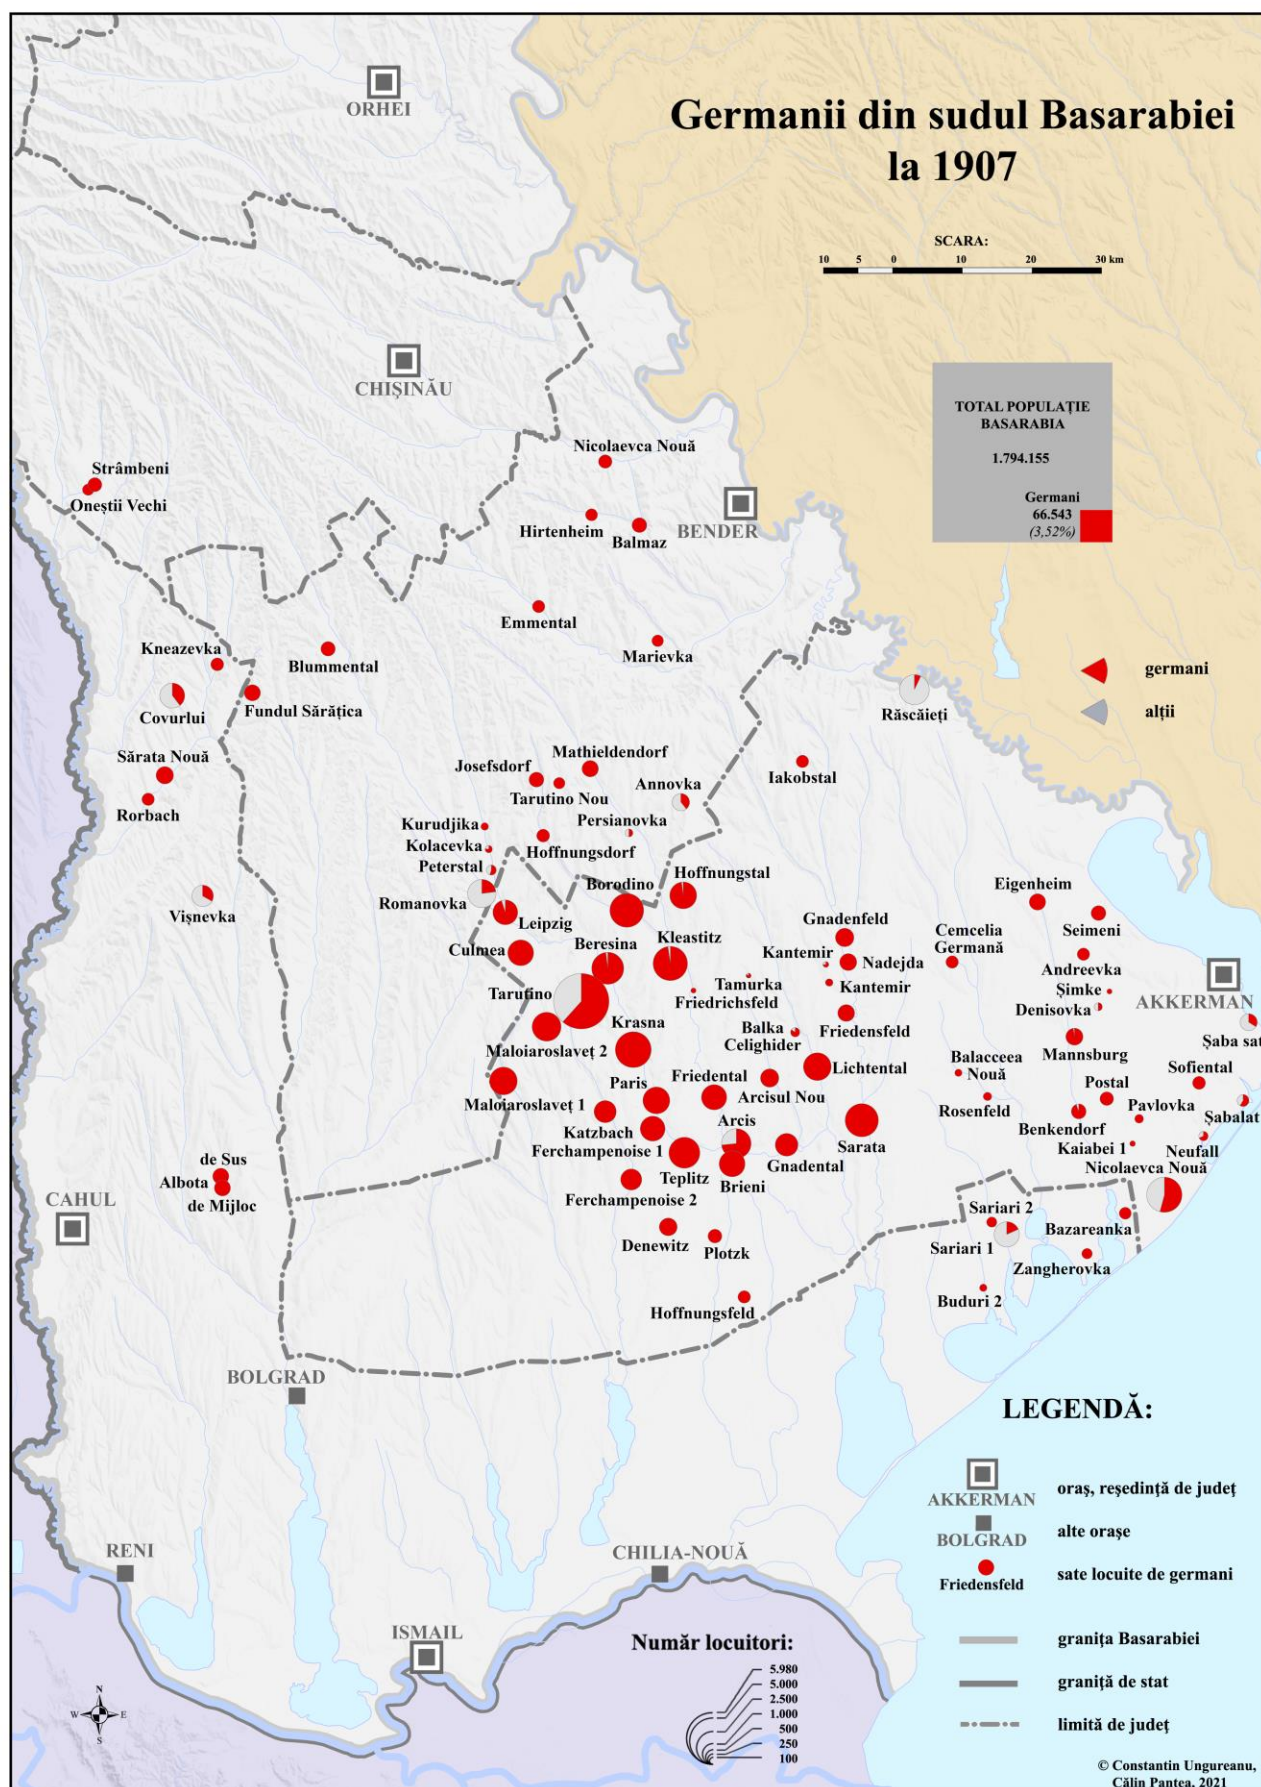 ORHEI
Germanii din sudul Basarabiei
la 1907
SCARA:
10 5 0 10 20 30 km
CHIȘINĂU
TOTAL POPULAȚIE
BASARABIA
1.794.155
Germani
66.543
(3,52%)
Nicolaevca Nouă
Strâmbeni
Oneștii Vechi
Hirtenheim
Balmaz
BENDER
Emmental
Marievka
Kneazevka
Blummental
germani
alții
Covurlui
Fundul Sărățica
Răscăieți
Sărata Nouă
Rorbach
Josefsdorf
Mathieldendorf
Tarutino Nou
Annovka
Iakobstal
Kurudjika
Persianovka
Kolacevka
Hoffnungsdorf
Peterstal
Hoffnungstal
Romanovka
Borodino
Vișnevka
Leipzig
Eigenheim
Seimeni
Gnadenfeld
Cemcelia
Germană
Culmea
Beresina
Kleastitz
Kantemir
Nadejda
Andreevka
Tamurka
Kantemir
Șimke
AKKERMAN
Tarutino
Friedrichsfeld
Denisovka
Krasna
Balka
Celighider
Friedensfeld
Mannsburg
Șaba sat
Maloiaroslaveț 2
Lichtental
Balacceea
Nouă
Sofiental
Paris
Friedental
Arcisul Nou
Postal
Maloiaroslaveț 1
Rosenfeld
Pavlovka
Șabalat
Katzbach
Arcis
Sarata
Benkendorf
Ferchampenoise 1
Kaiabei 1
Neufall
de Sus
Albota
de Mijloc
Teplitz
Brieni
Gnadental
Nicolaevca Nouă
Ferchampenoise 2
CAHUL
Sariari 2
Bazareanka
Denewitz
Plotzk
Sariari 1
Zangherovka
Hoffnungsfeld
Buduri 2
BOLGRAD
LEGENDĂ:
AKKERMAN
oraș, reședință de județ
BOLGRAD
alte orașe
Friedensfeld
sate locuite de germani
RENI
CHILIA-NOUĂ
ISMAIL
granița Basarabiei
graniță de stat
limită de județ
Număr locuitori:
5.980
5.000
2.500
1.000
500
250
100
N
W E
S
© Constantin Ungureanu,
Călin Pantea, 2021